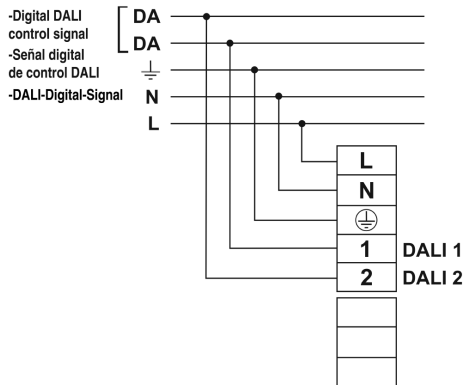 -Digital DALI
control signal
-Señal digital
de control DALI
-DALI-Digital-Signal
DA
DA
N
L
L
N
1 DALI 1
2 DALI 2